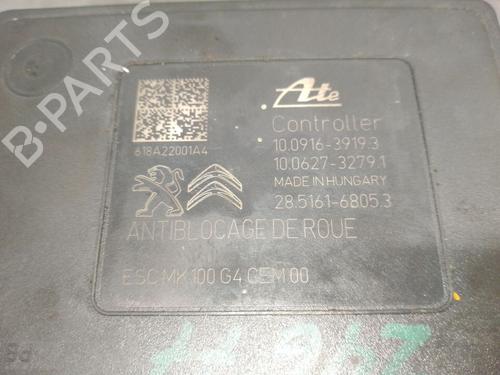 B-PARTS
Ate
Controller
10.0916-3919.3
10.0627-3279.1
MADE IN HUNGARY
28.5161-6805.3
618A22001A4
ANTIBLOCAGE DE ROUE
ESC MK 100 G4 GEM 00